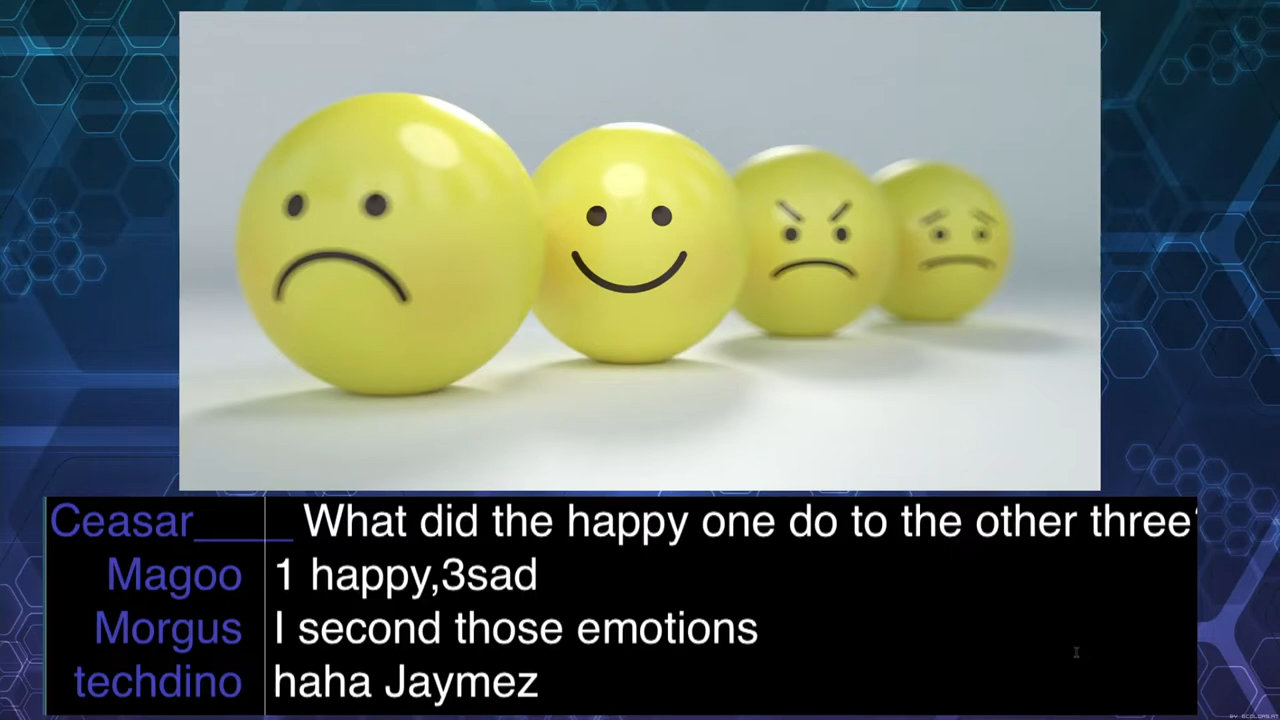 Ceasar_____ What did the happy one do to the other three
Magoo 1 happy,3sad
Morgus I second those emotions
techdino haha Jaymez